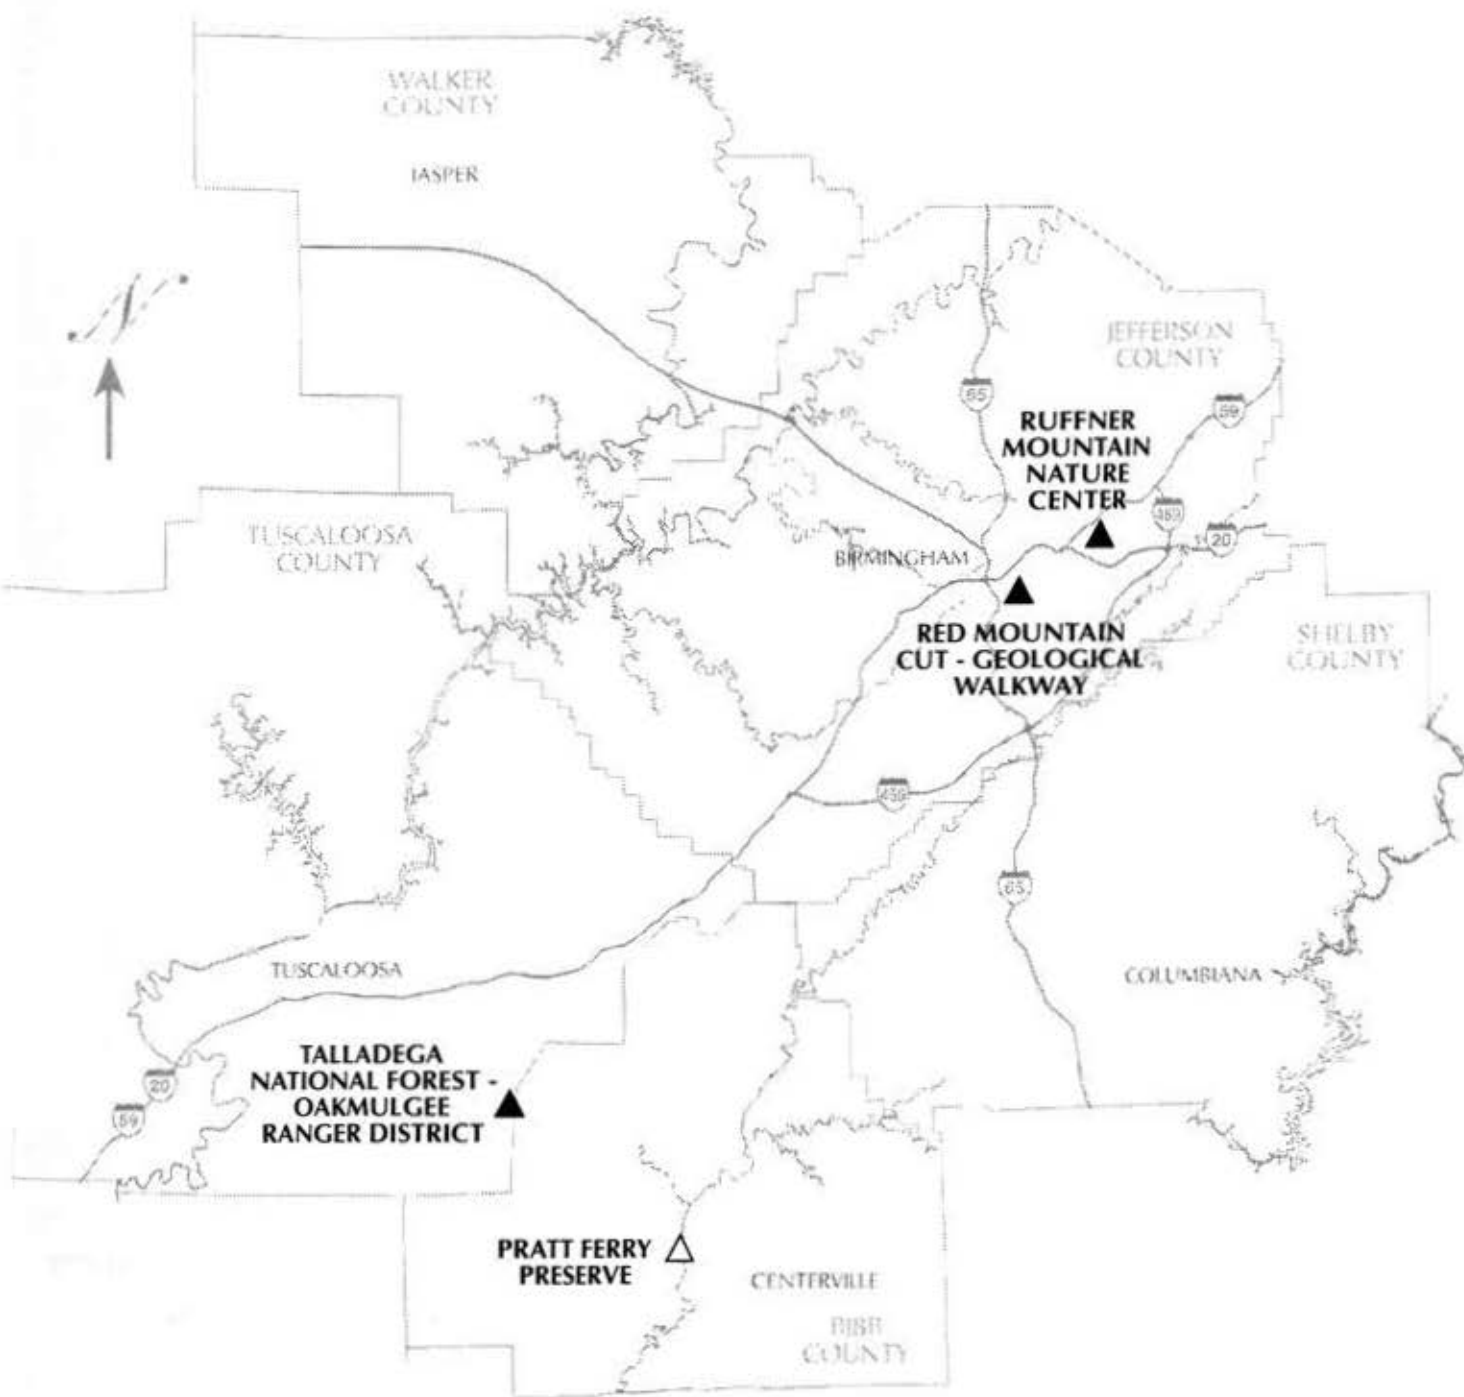 WALKER
COUNTY
JASPER
JEFFERSON
COUNTY
65
59
RUFFNER
MOUNTAIN
NATURE
CENTER
459
20
TUSCALOOSA
COUNTY
BIRMINGHAM
RED MOUNTAIN
CUT - GEOLOGICAL
WALKWAY
SHELBY
COUNTY
459
65
TUSCALOOSA
COLUMBIANA
TALLADEGA
NATIONAL FOREST -
OAKMULGEE
RANGER DISTRICT
20
59
PRATT FERRY
PRESERVE
CENTERVILLE
BIBB
COUNTY